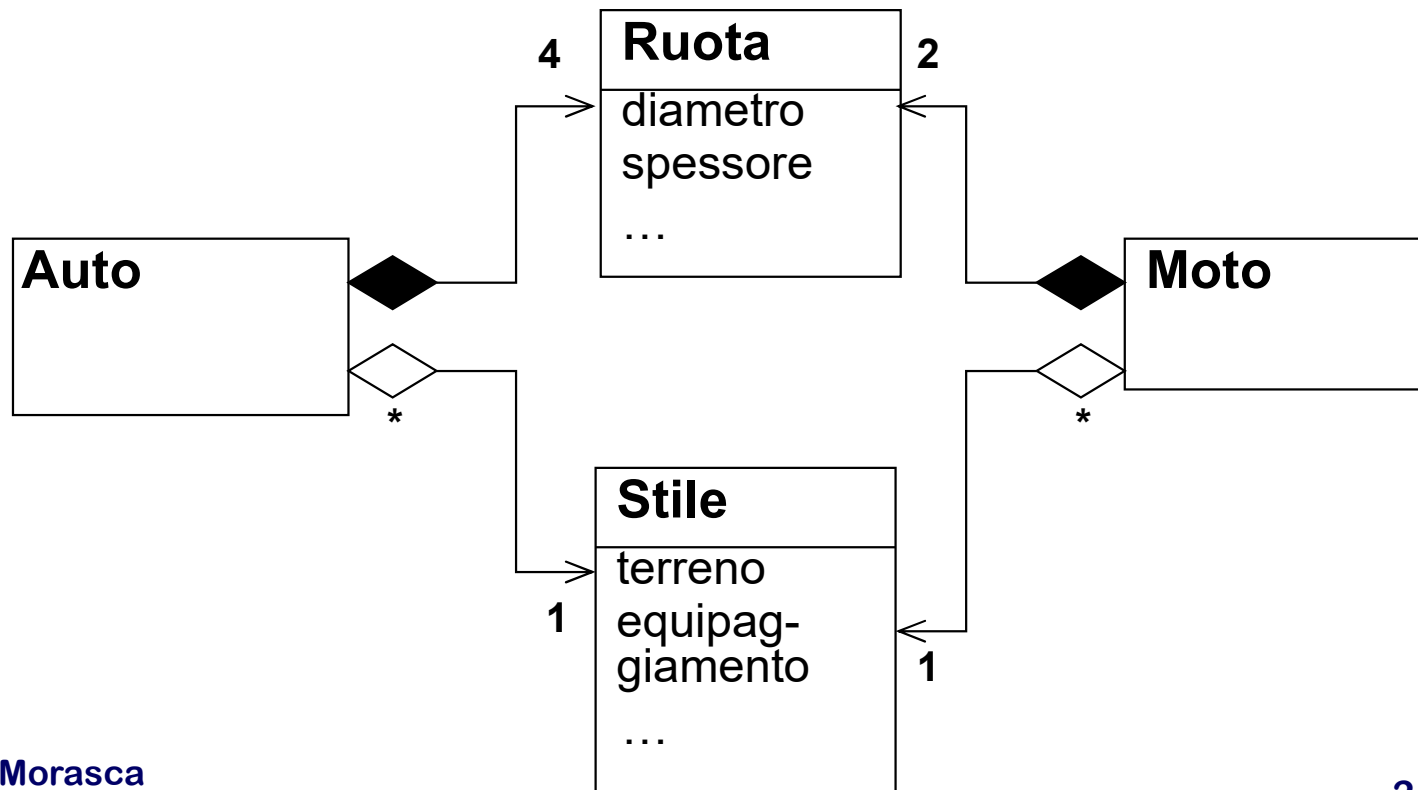 4
Ruota
2
diametro
spessore
…
Auto
Moto
*
*
Stile
terreno
1
equipag-
giamento
1
…
Morasca